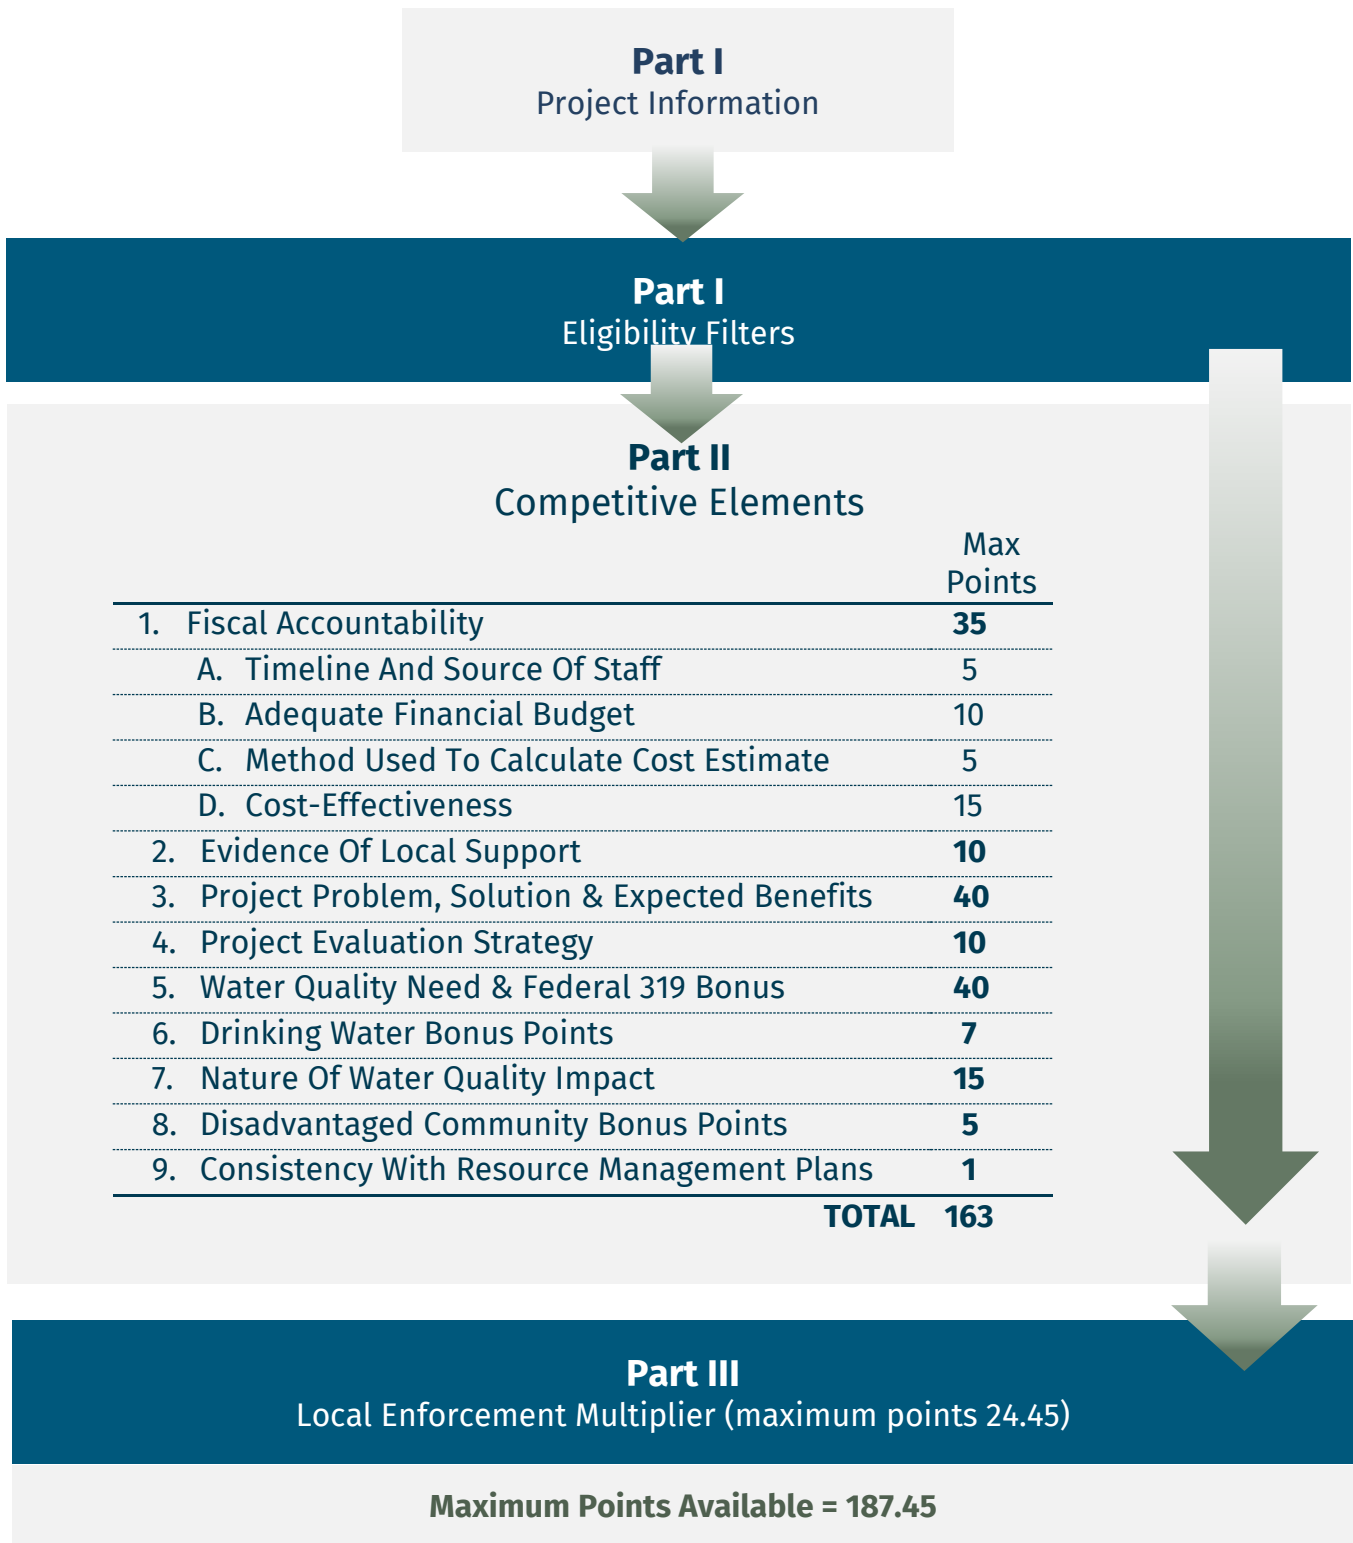 Part I
Project Information
Part I
Eligibility Filters
Part II
Competitive Elements
Max
Points
1. Fiscal Accountability 35
A. Timeline And Source Of Staff 5
B. Adequate Financial Budget 10
C. Method Used To Calculate Cost Estimate 5
D. Cost-Effectiveness 15
2. Evidence Of Local Support 10
3. Project Problem, Solution & Expected Benefits 40
4. Project Evaluation Strategy 10
5. Water Quality Need & Federal 319 Bonus 40
6. Drinking Water Bonus Points 7
7. Nature Of Water Quality Impact 15
8. Disadvantaged Community Bonus Points 5
9. Consistency With Resource Management Plans 1
TOTAL 163
Part III
Local Enforcement Multiplier (maximum points 24.45)
Maximum Points Available = 187.45